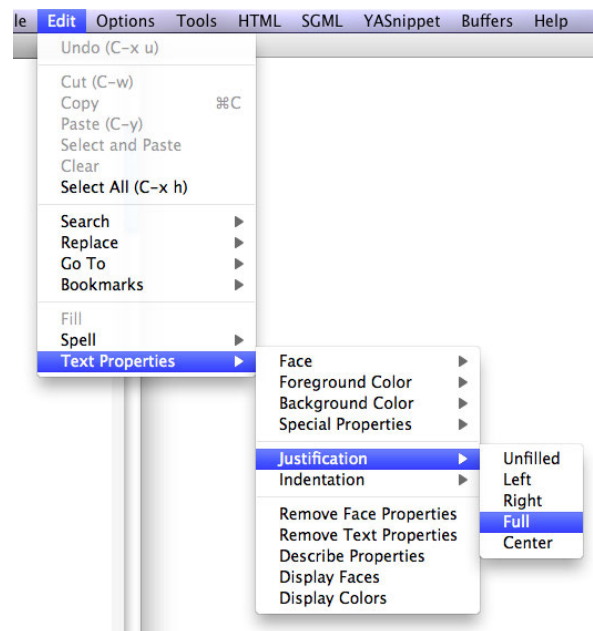 le Edit Options Tools HTML SGML YASnippet Buffers Help
Undo (C-x u)
Cut (C-w)
Copy ⌘C
Paste (C-y)
Select and Paste
Clear
Select All (C-x h)
Search
Replace
Go To
Bookmarks
Fill
Spell
Text Properties
Face
Foreground Color
Background Color
Special Properties
Justification
Indentation
Remove Face Properties
Remove Text Properties
Describe Properties
Display Faces
Display Colors
Unfilled
Left
Right
Full
Center